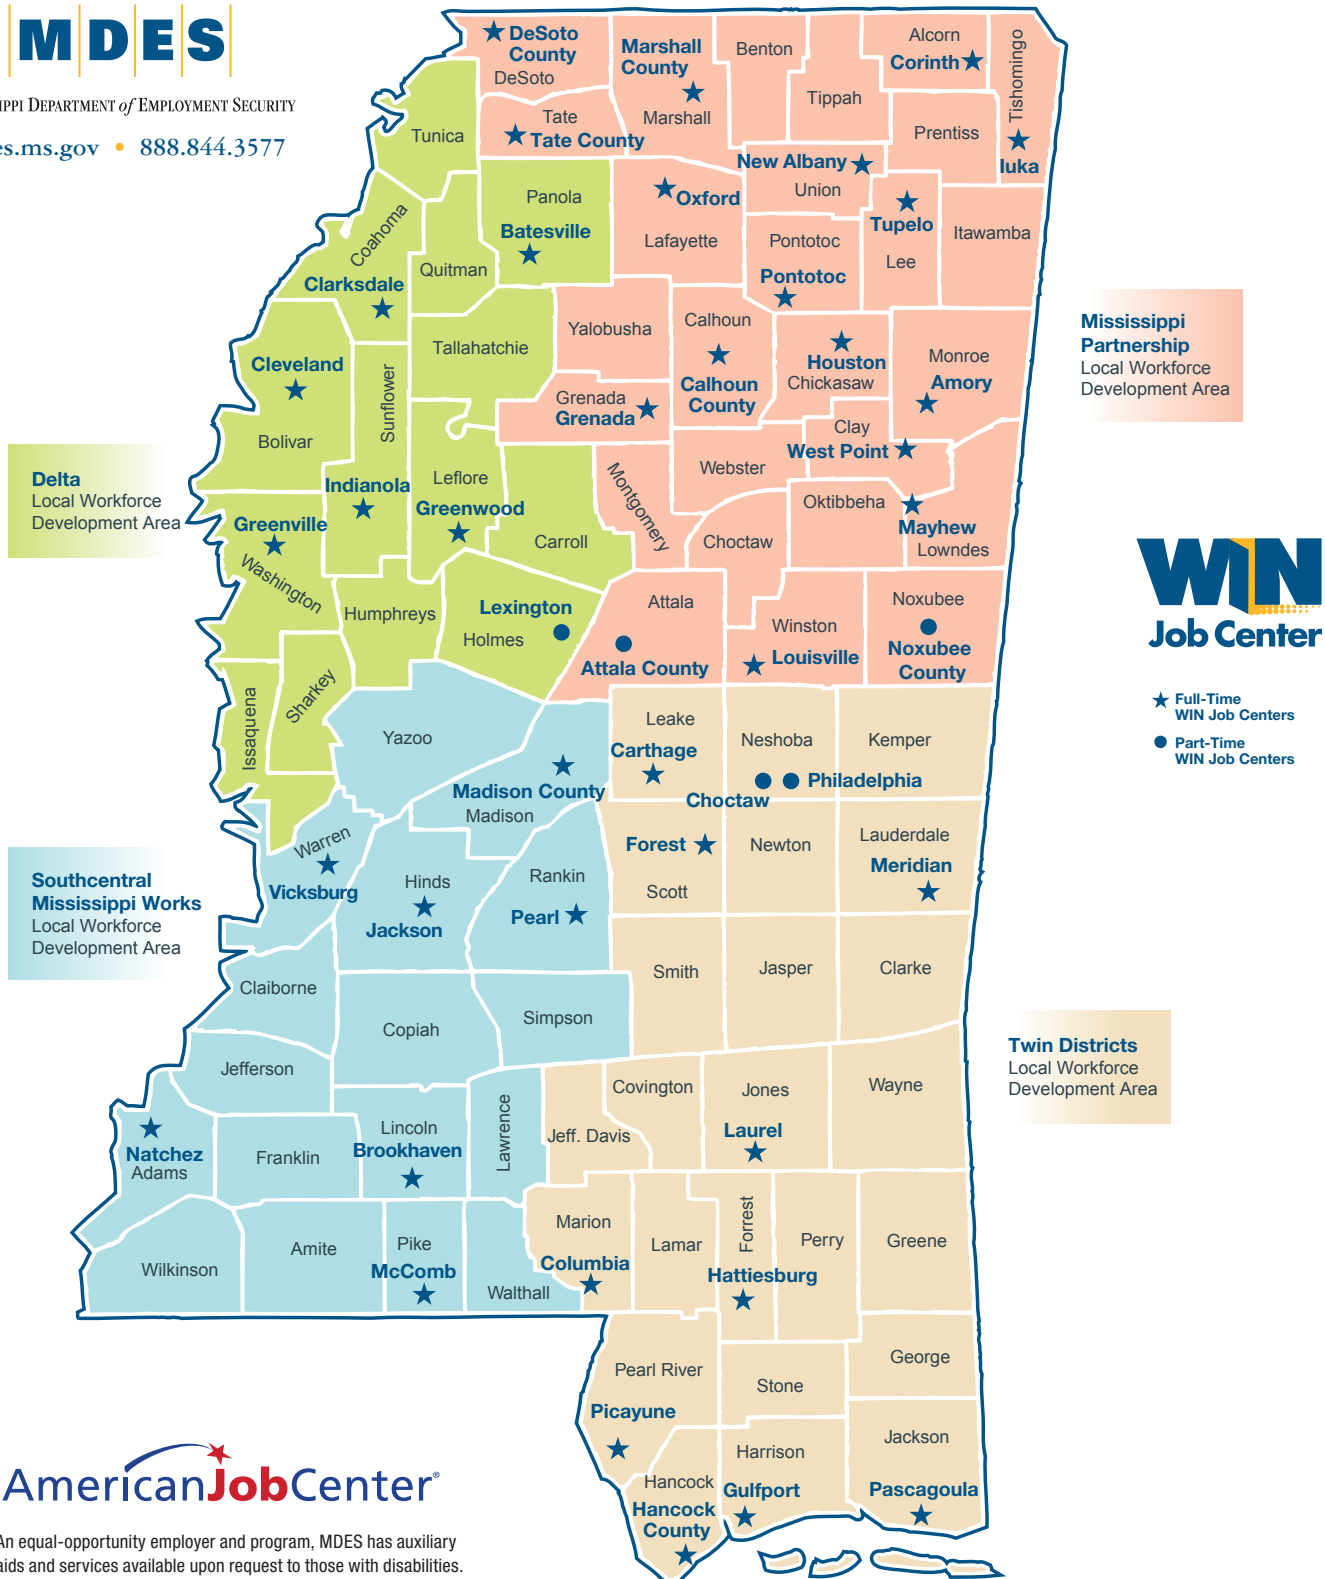 MDES
IPPI DEPARTMENT of EMPLOYMENT SECURITY
es.ms.gov • 888.844.3577
DeSoto
County
DeSoto
Marshall
County
Marshall
Benton
Tippah
Alcorn
Corinth
Tishomingo
Iuka
Prentiss
Tunica
Tate
Tate County
New Albany
Union
Panola
Batesville
Oxford
Lafayette
Pontotoc
Pontotoc
Tupelo
Lee
Itawamba
Coahoma
Clarksdale
Quitman
Yalobusha
Calhoun
Calhoun
County
Houston
Chickasaw
Monroe
Amory
Tallahatchie
Cleveland
Bolivar
Sunflower
Indianola
Grenada
Grenada
Clay
West Point
Webster
Montgomery
Leflore
Greenwood
Carroll
Choctaw
Oktibbeha
Mayhew
Lowndes
Greenville
Washington
Humphreys
Lexington
Holmes
Attala
Attala County
Winston
Louisville
Noxubee
Noxubee
County
Issaquena
Sharkey
Yazoo
Madison County
Madison
Leake
Carthage
Neshoba
Kemper
Philadelphia
Choctaw
Warren
Vicksburg
Hinds
Jackson
Rankin
Pearl
Forest
Scott
Newton
Lauderdale
Meridian
Smith
Jasper
Clarke
Claiborne
Copiah
Simpson
Jefferson
Natchez
Adams
Franklin
Lincoln
Brookhaven
Lawrence
Jeff. Davis
Covington
Jones
Laurel
Wayne
Wilkinson
Amite
Pike
McComb
Walthall
Marion
Columbia
Lamar
Forrest
Hattiesburg
Perry
Greene
Pearl River
Picayune
Stone
George
Hancock
Hancock
County
Harrison
Gulfport
Jackson
Pascagoula
Mississippi
Partnership
Local Workforce
Development Area
Delta
Local Workforce
Development Area
Southcentral
Mississippi Works
Local Workforce
Development Area
Twin Districts
Local Workforce
Development Area
WIN
Job Center
Full-Time
WIN Job Centers
Part-Time
WIN Job Centers
AmericanJobCenter®
An equal-opportunity employer and program, MDES has auxiliary
aids and services available upon request to those with disabilities.